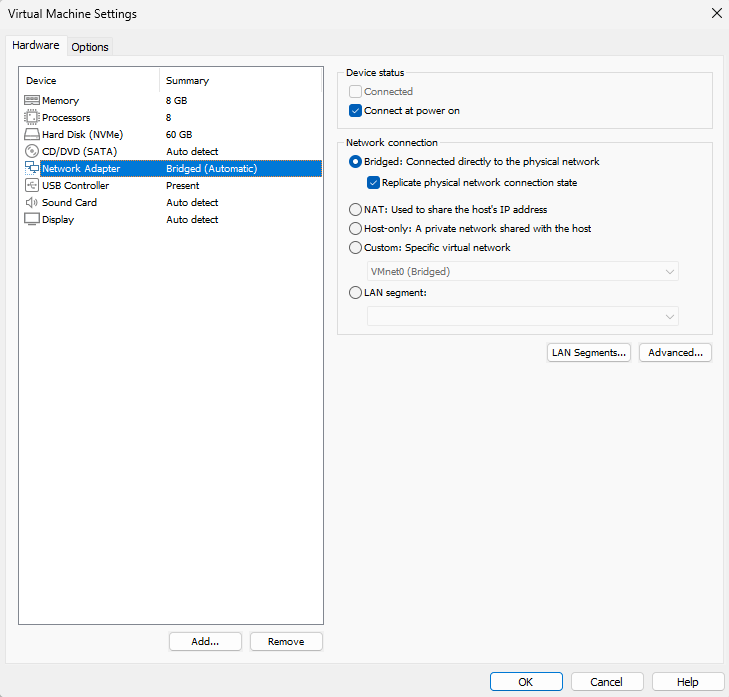 Virtual Machine Settings
Hardware Options
Device Summary
Memory 8 GB
Processors 8
Hard Disk (NVMe) 60 GB
CD/DVD (SATA) Auto detect
Network Adapter Bridged (Automatic)
USB Controller Present
Sound Card Auto detect
Display Auto detect
Add... Remove
Device status
Connected
Connect at power on
Network connection
Bridged: Connected directly to the physical network
Replicate physical network connection state
NAT: Used to share the host's IP address
Host-only: A private network shared with the host
Custom: Specific virtual network
VMnet0 (Bridged)
LAN segment:
LAN Segments... Advanced...
OK Cancel Help